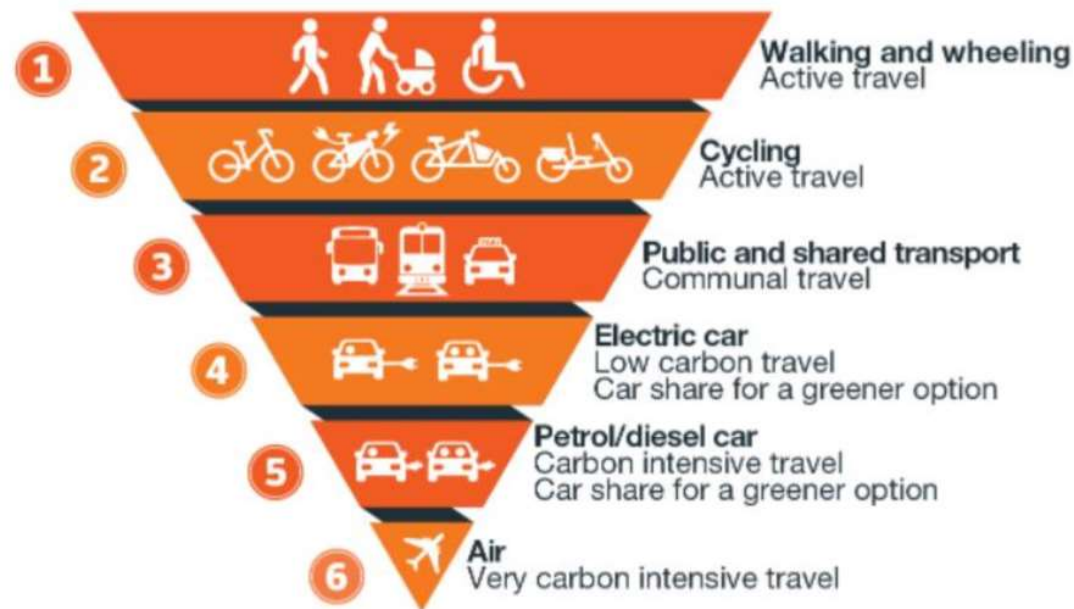 1
Walking and wheeling
Active travel
2
Cycling
Active travel
3
Public and shared transport
Communal travel
4
Electric car
Low carbon travel
Car share for a greener option
5
Petrol/diesel car
Carbon intensive travel
Car share for a greener option
6
Air
Very carbon intensive travel